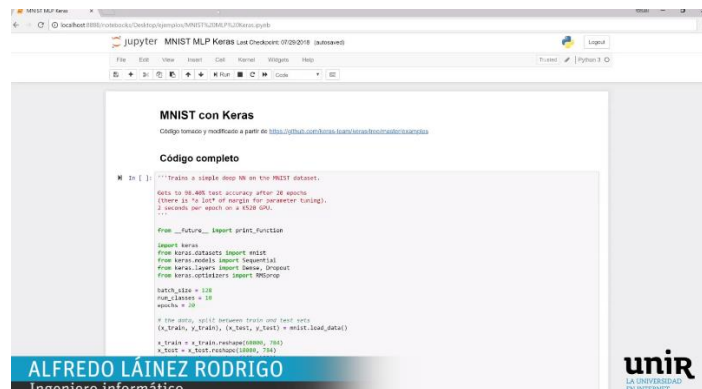 MNIST MLP Keras
localhost:8888/notebooks/Desktop/ejemplos/MNIST%20MLP%20Keras.ipynb
jupyter MNIST MLP Keras Last Checkpoint: 07/29/2018 (autosaved)
Logout
File Edit View Insert Cell Kernel Widgets Help
Trusted
Python 3
Run
Code
MNIST con Keras
Código tomado y modificado a partir de https://github.com/keras-team/keras/tree/master/examples
Código completo
In [ ]: '''Trains a simple deep NN on the MNIST dataset.
Gets to 98.40% test accuracy after 20 epochs
(there is *a lot* of margin for parameter tuning).
2 seconds per epoch on a K520 GPU.
'''
from __future__ import print_function
import keras
from keras.datasets import mnist
from keras.models import Sequential
from keras.layers import Dense, Dropout
from keras.optimizers import RMSprop
batch_size = 128
num_classes = 10
epochs = 20
# the data, split between train and test sets
(x_train, y_train), (x_test, y_test) = mnist.load_data()
x_train = x_train.reshape(60000, 784)
x_test = x_test.reshape(10000, 784)
ALFREDO LÁINEZ RODRIGO
Ingeniero informático
unir
LA UNIVERSIDAD
EN INTERNET